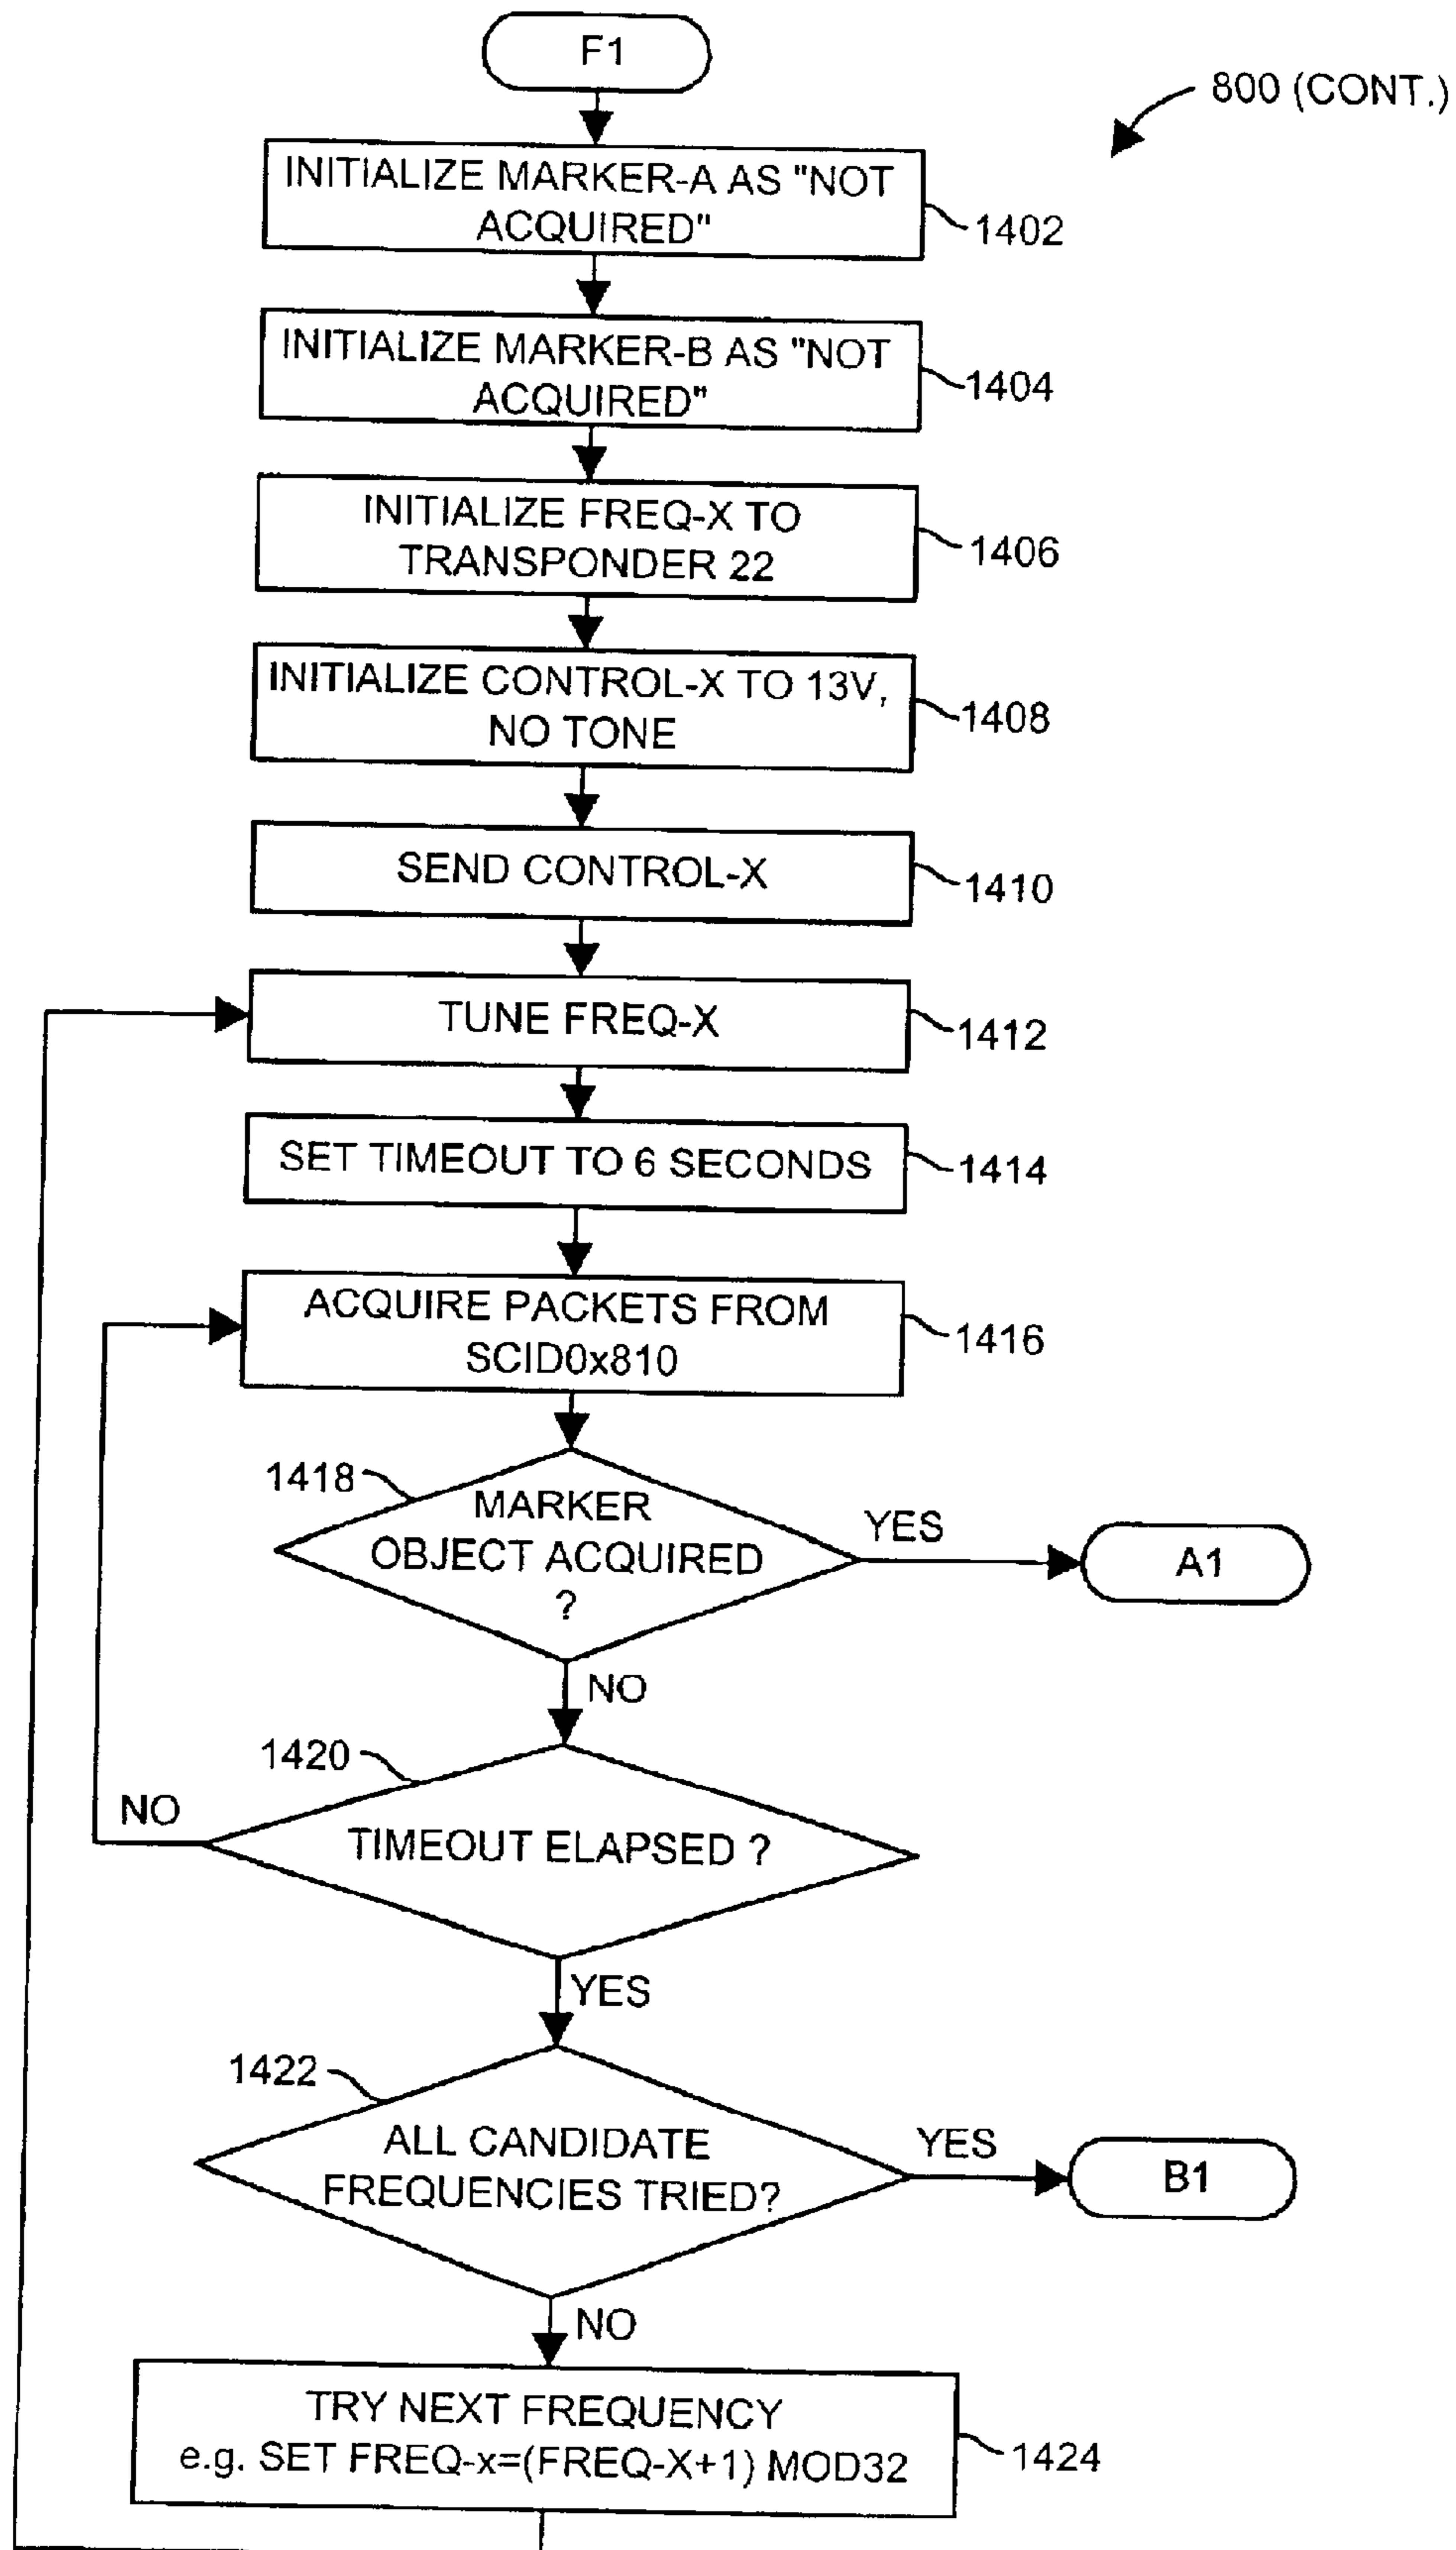 F1
800 (CONT.)
INITIALIZE MARKER-A AS "NOT
ACQUIRED"
1402
INITIALIZE MARKER-B AS "NOT
ACQUIRED"
1404
INITIALIZE FREQ-X TO
TRANSPONDER 22
1406
INITIALIZE CONTROL-X TO 13V,
NO TONE
1408
SEND CONTROL-X
1410
TUNE FREQ-X
1412
SET TIMEOUT TO 6 SECONDS
1414
ACQUIRE PACKETS FROM
SCID0x810
1416
1418
MARKER
OBJECT ACQUIRED
?
YES
A1
NO
1420
NO
TIMEOUT ELAPSED ?
YES
1422
ALL CANDIDATE
FREQUENCIES TRIED?
YES
B1
NO
TRY NEXT FREQUENCY
e.g. SET FREQ-x=(FREQ-X+1) MOD32
1424